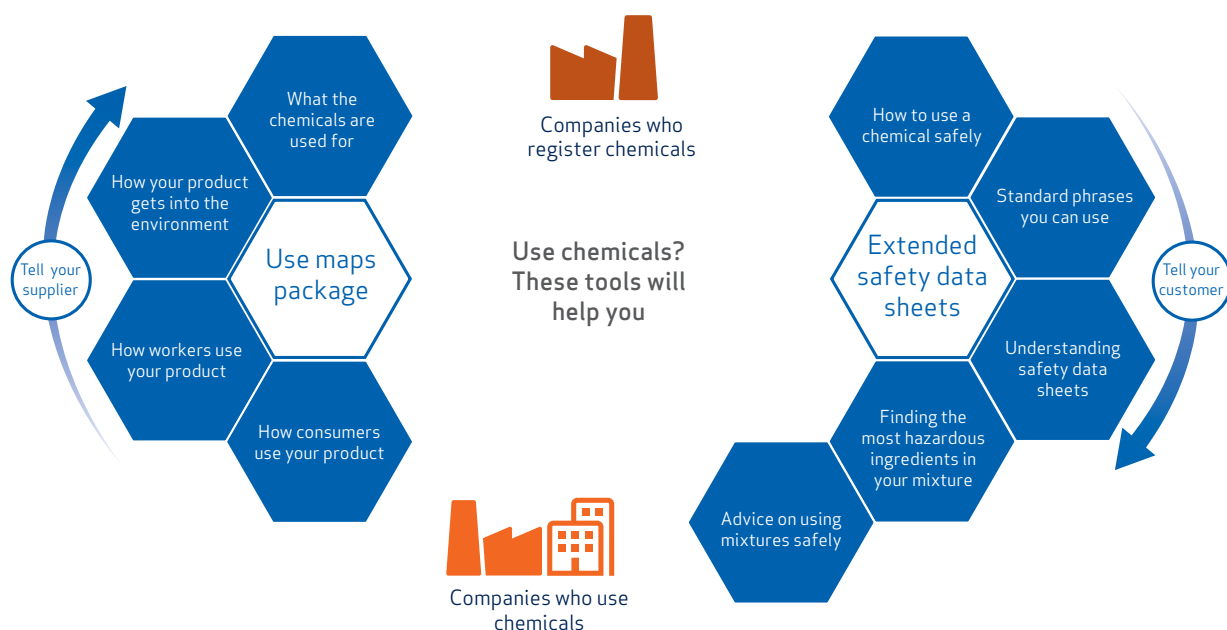 What the
chemicals are
used for
How your product
gets into the
environment
Tell your
supplier
Use maps
package
How workers use
your product
How consumers
use your product
Companies who
register chemicals
Use chemicals?
These tools will
help you
Companies who use
chemicals
How to use a
chemical safely
Standard phrases
you can use
Extended
safety data
sheets
Tell your
customer
Understanding
safety data
sheets
Finding the
most hazardous
ingredients in
your mixture
Advice on using
mixtures safely